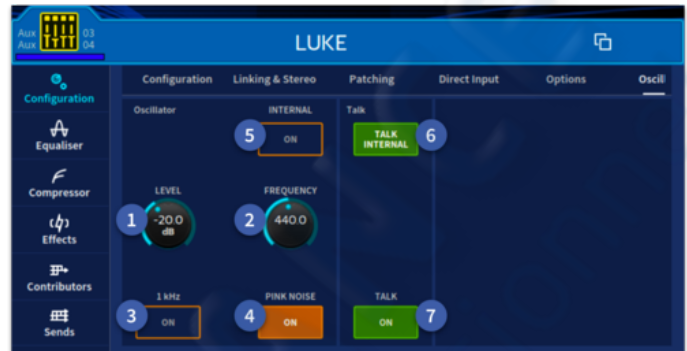 Aux 03
Aux 04
LUKE
Configuration
Equaliser
Compressor
Effects
Contributors
Sends
Configuration Linking & Stereo Patching Direct Input Options Oscill
Oscillator INTERNAL Talk
5 ON TALK INTERNAL 6
LEVEL FREQUENCY
1 -20.0 dB 2 440.0
1 kHz PINK NOISE TALK
3 ON 4 ON ON 7